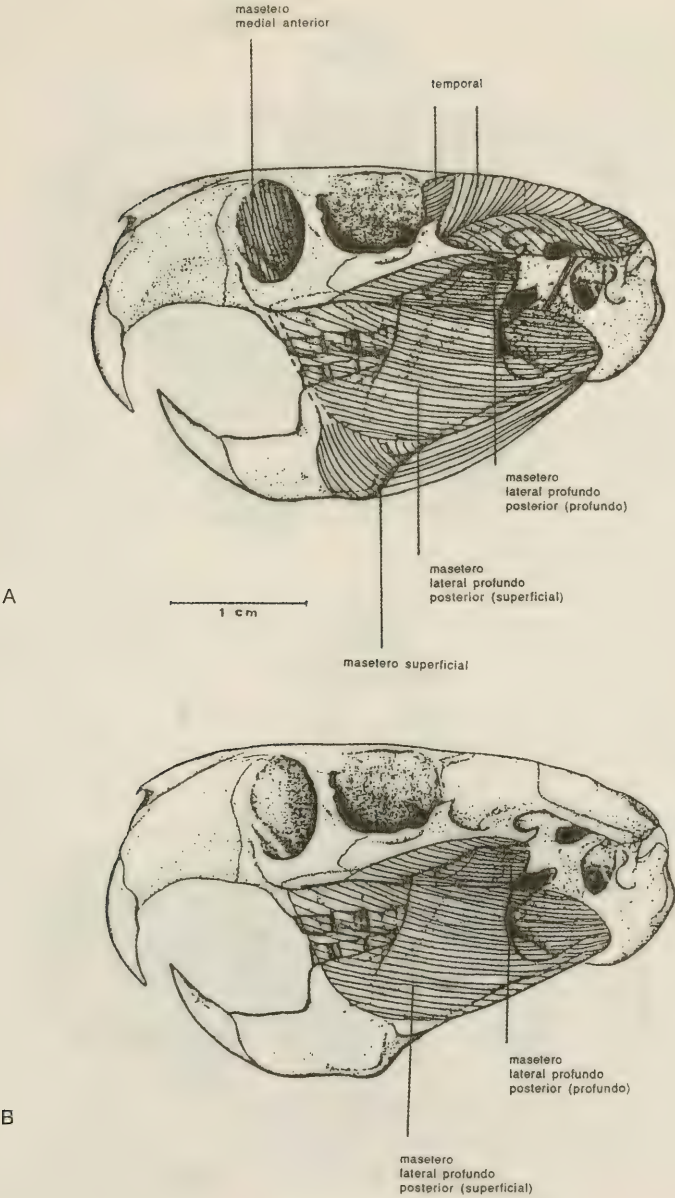 masetero
medial anterior
temporal
masetero
lateral profundo
posterior (profundo)
masetero
lateral profundo
posterior (superficial)
A
1 cm
masetero superficial
masetero
lateral profundo
posterior (profundo)
B
masetero
lateral profundo
posterior (superficial)